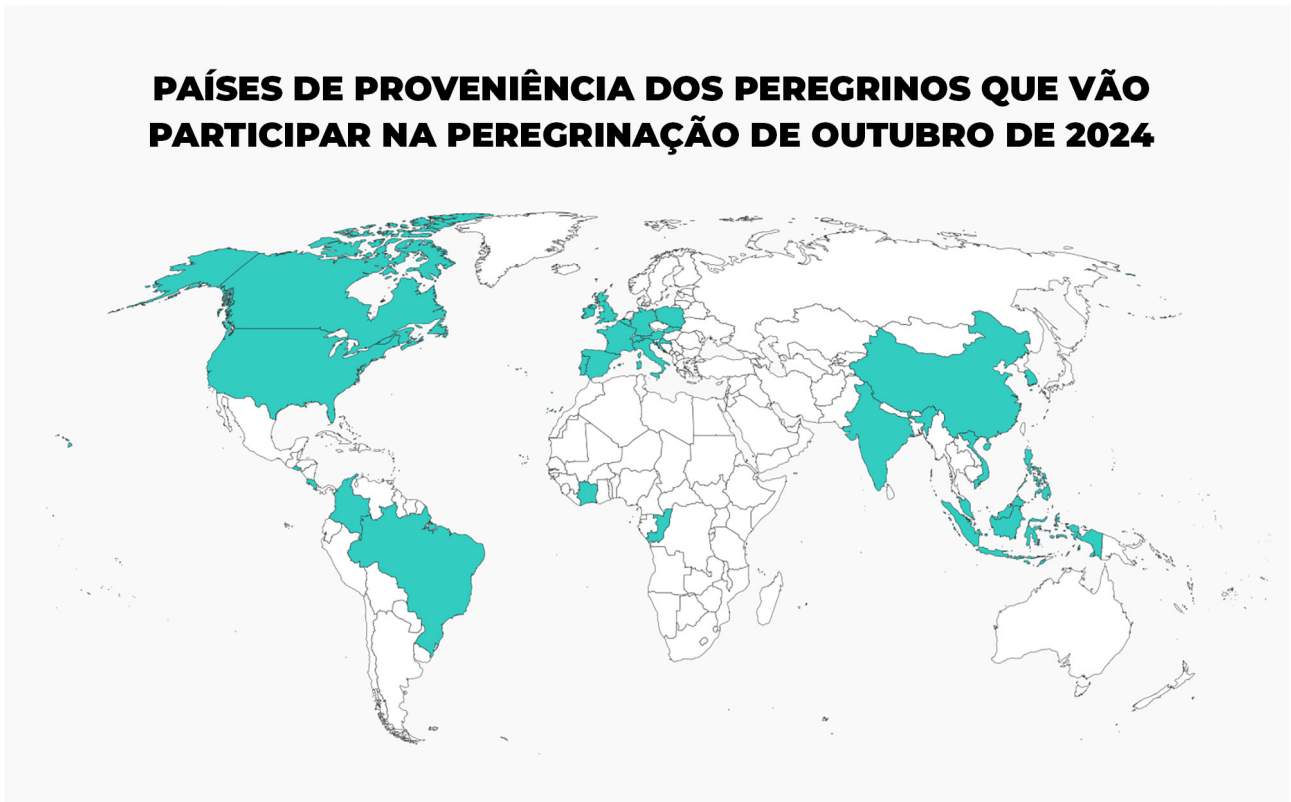 PAÍSES DE PROVENIÊNCIA DOS PEREGRINOS QUE VÃO
PARTICIPAR NA PEREGRINAÇÃO DE OUTUBRO DE 2024